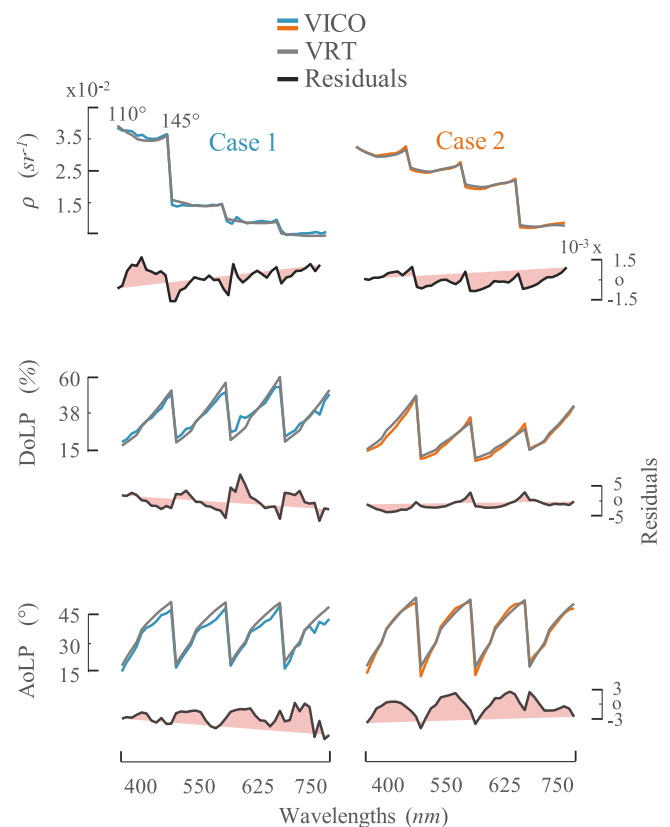 VICO
VRT
Residuals
x10-2
110° 145°
Case 1 Case 2
3.5
2.5
1.5
ρ (sr-1)
10-3 x
1.5
o
-1.5
60
38
15
DoLP (%)
5
o
-5
Residuals
45
30
15
AoLP (°)
3
o
-3
400 550 625 750 400 550 625 750
Wavelengths (nm)